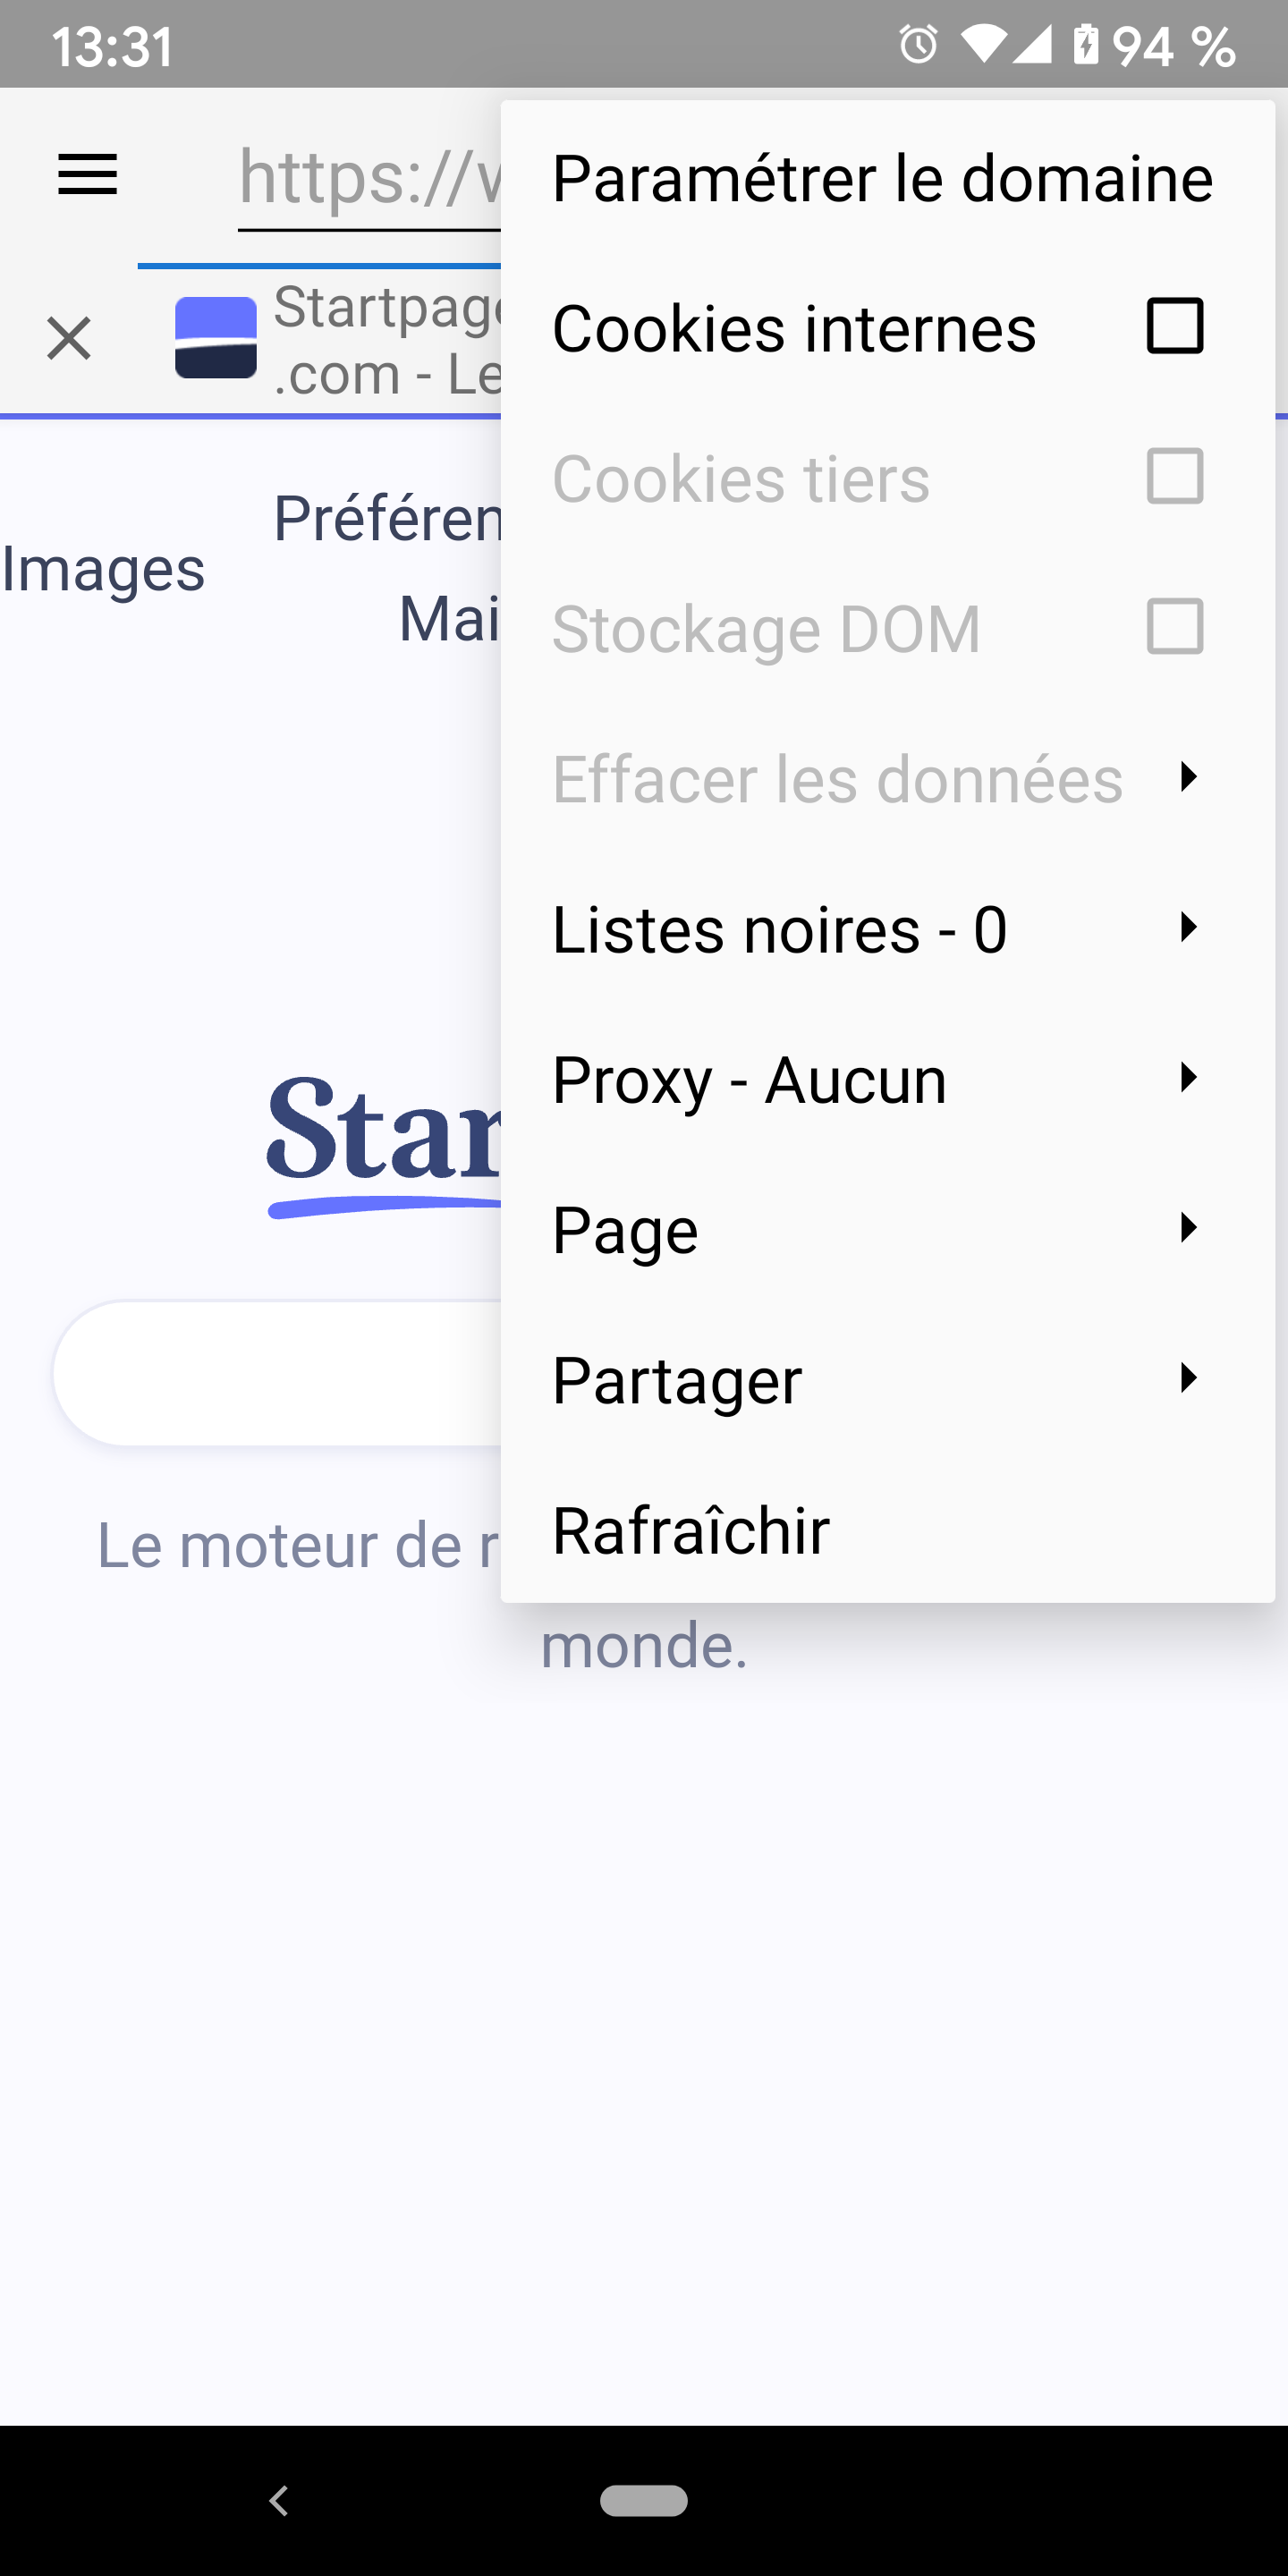 13:31
94 %
https://
Startpage
.com - Le
Images
Mai
Paramétrer le domaine
Cookies internes
Cookies tiers
Stockage DOM
Effacer les données
Listes noires - 0
Proxy - Aucun
Page
Partager
Rafraîchir
Star
Le moteur de r
monde.